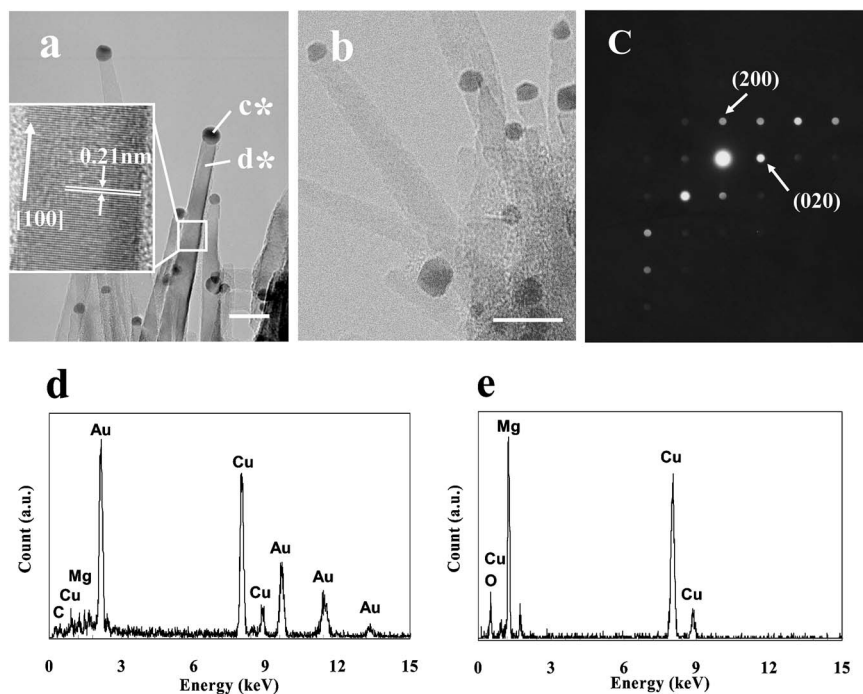 a
b
C
c*
d*
0.21nm
[100]
(200)
(020)
d
e
Au
Cu
Au
Au
Au
Cu
Mg
Cu
C
Count (a.u.)
0 3 6 9 12 15
Energy (keV)
Mg
Cu
Cu
Cu
O
Count (a.u.)
0 3 6 9 12 15
Energy (keV)